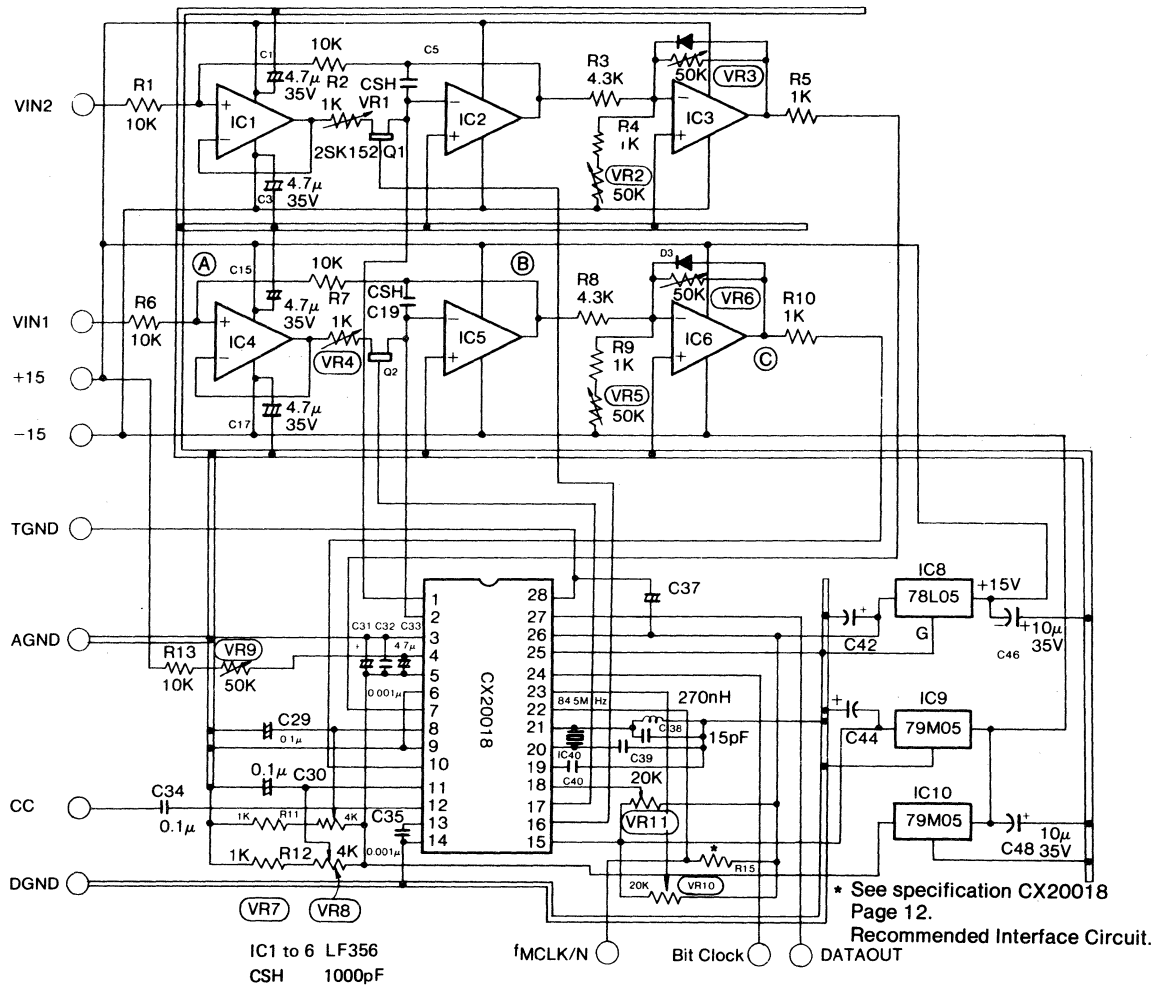 10K
R2
C1
4.7μ
35V
C5
CSH
R1
10K
VIN2
IC1
1K
VR1
2SK152 Q1
IC2
R3
4.3K
50K
VR3
R5
1K
IC3
R4
1K
VR2
50K
4.7μ
35V
C3
A
C15
10K
R7
4.7μ
35V
CSH
C19
B
R8
4.3K
D3
50K
VR6
R10
1K
R6
10K
VIN1
IC4
1K
VR4
Q2
IC5
IC6
C
R9
1K
VR5
50K
+15
4.7μ
35V
C17
−15
TGND
AGND
R13
10K
VR9
50K
C31 C32 C33
+
4.7μ
0.001μ
C29
0.1μ
0.1μ C30
C34
0.1μ
CC
1K R11 4K
1K R12 4K
C35
0.001μ
DGND
VR7
VR8
CX20018
1
2
3
4
5
6
7
8
9
10
11
12
13
14
28
27
26
25
24
23
22
21
20
19
18
17
16
15
C37
84 5M Hz
270nH
C38
15pF
IC40
C39
C40
20K
VR11
*
R15
20K
VR10
IC8
78L05
G
+15V
C42
+
+10μ
35V
C46
IC9
79M05
C44
+
IC10
79M05
C48
+
10μ
35V
* See specification CX20018
Page 12.
Recommended Interface Circuit.
fMCLK/N
Bit Clock
DATAOUT
IC1 to 6 LF356
CSH 1000pF